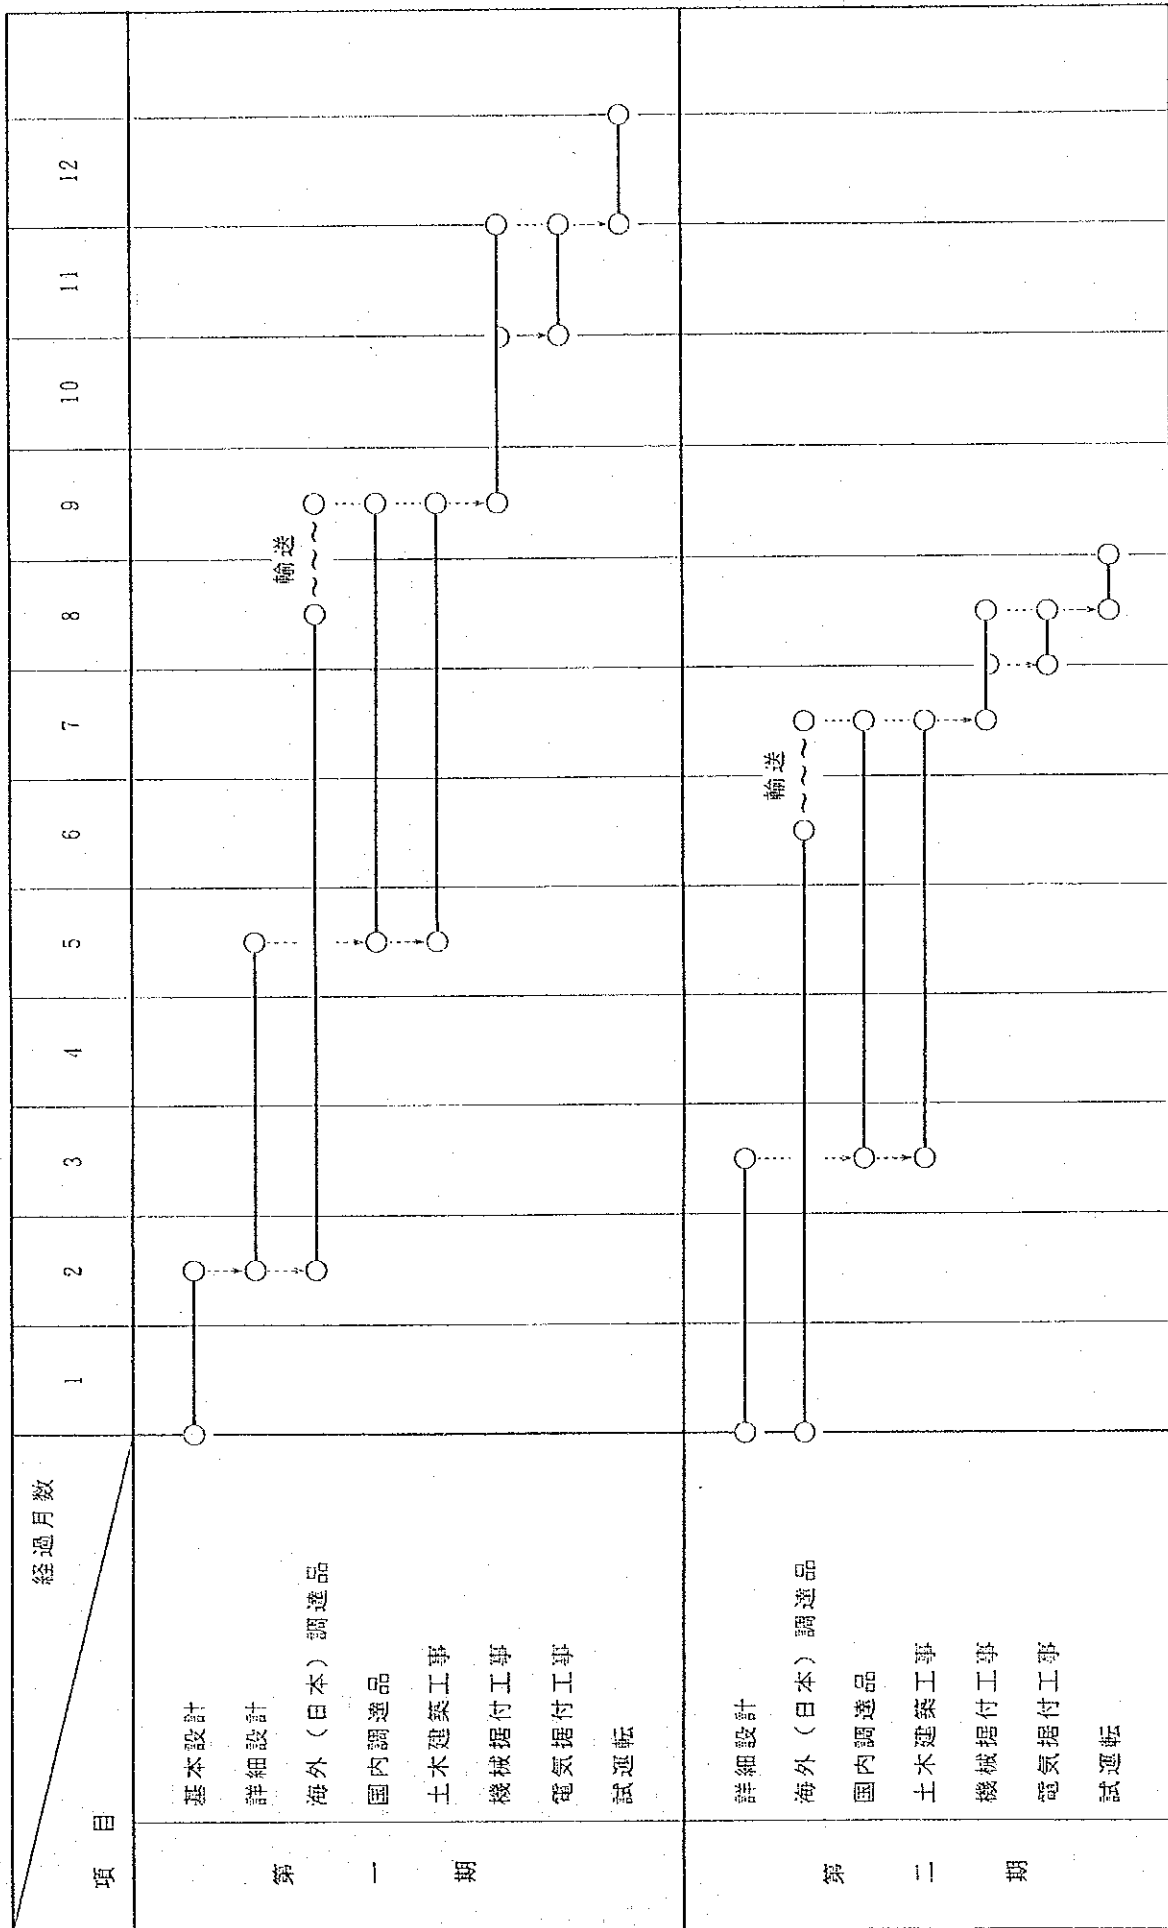 経過月数
項目
1 2 3 4 5 6 7 8 9 10 11 12
第一期
基本設計
詳細設計
海外（日本）調達品
輸送
国内調達品
土木建築工事
機械据付工事
電気据付工事
試運転
第二期
詳細設計
海外（日本）調達品
輸送
国内調達品
土木建築工事
機械据付工事
電気据付工事
試運転